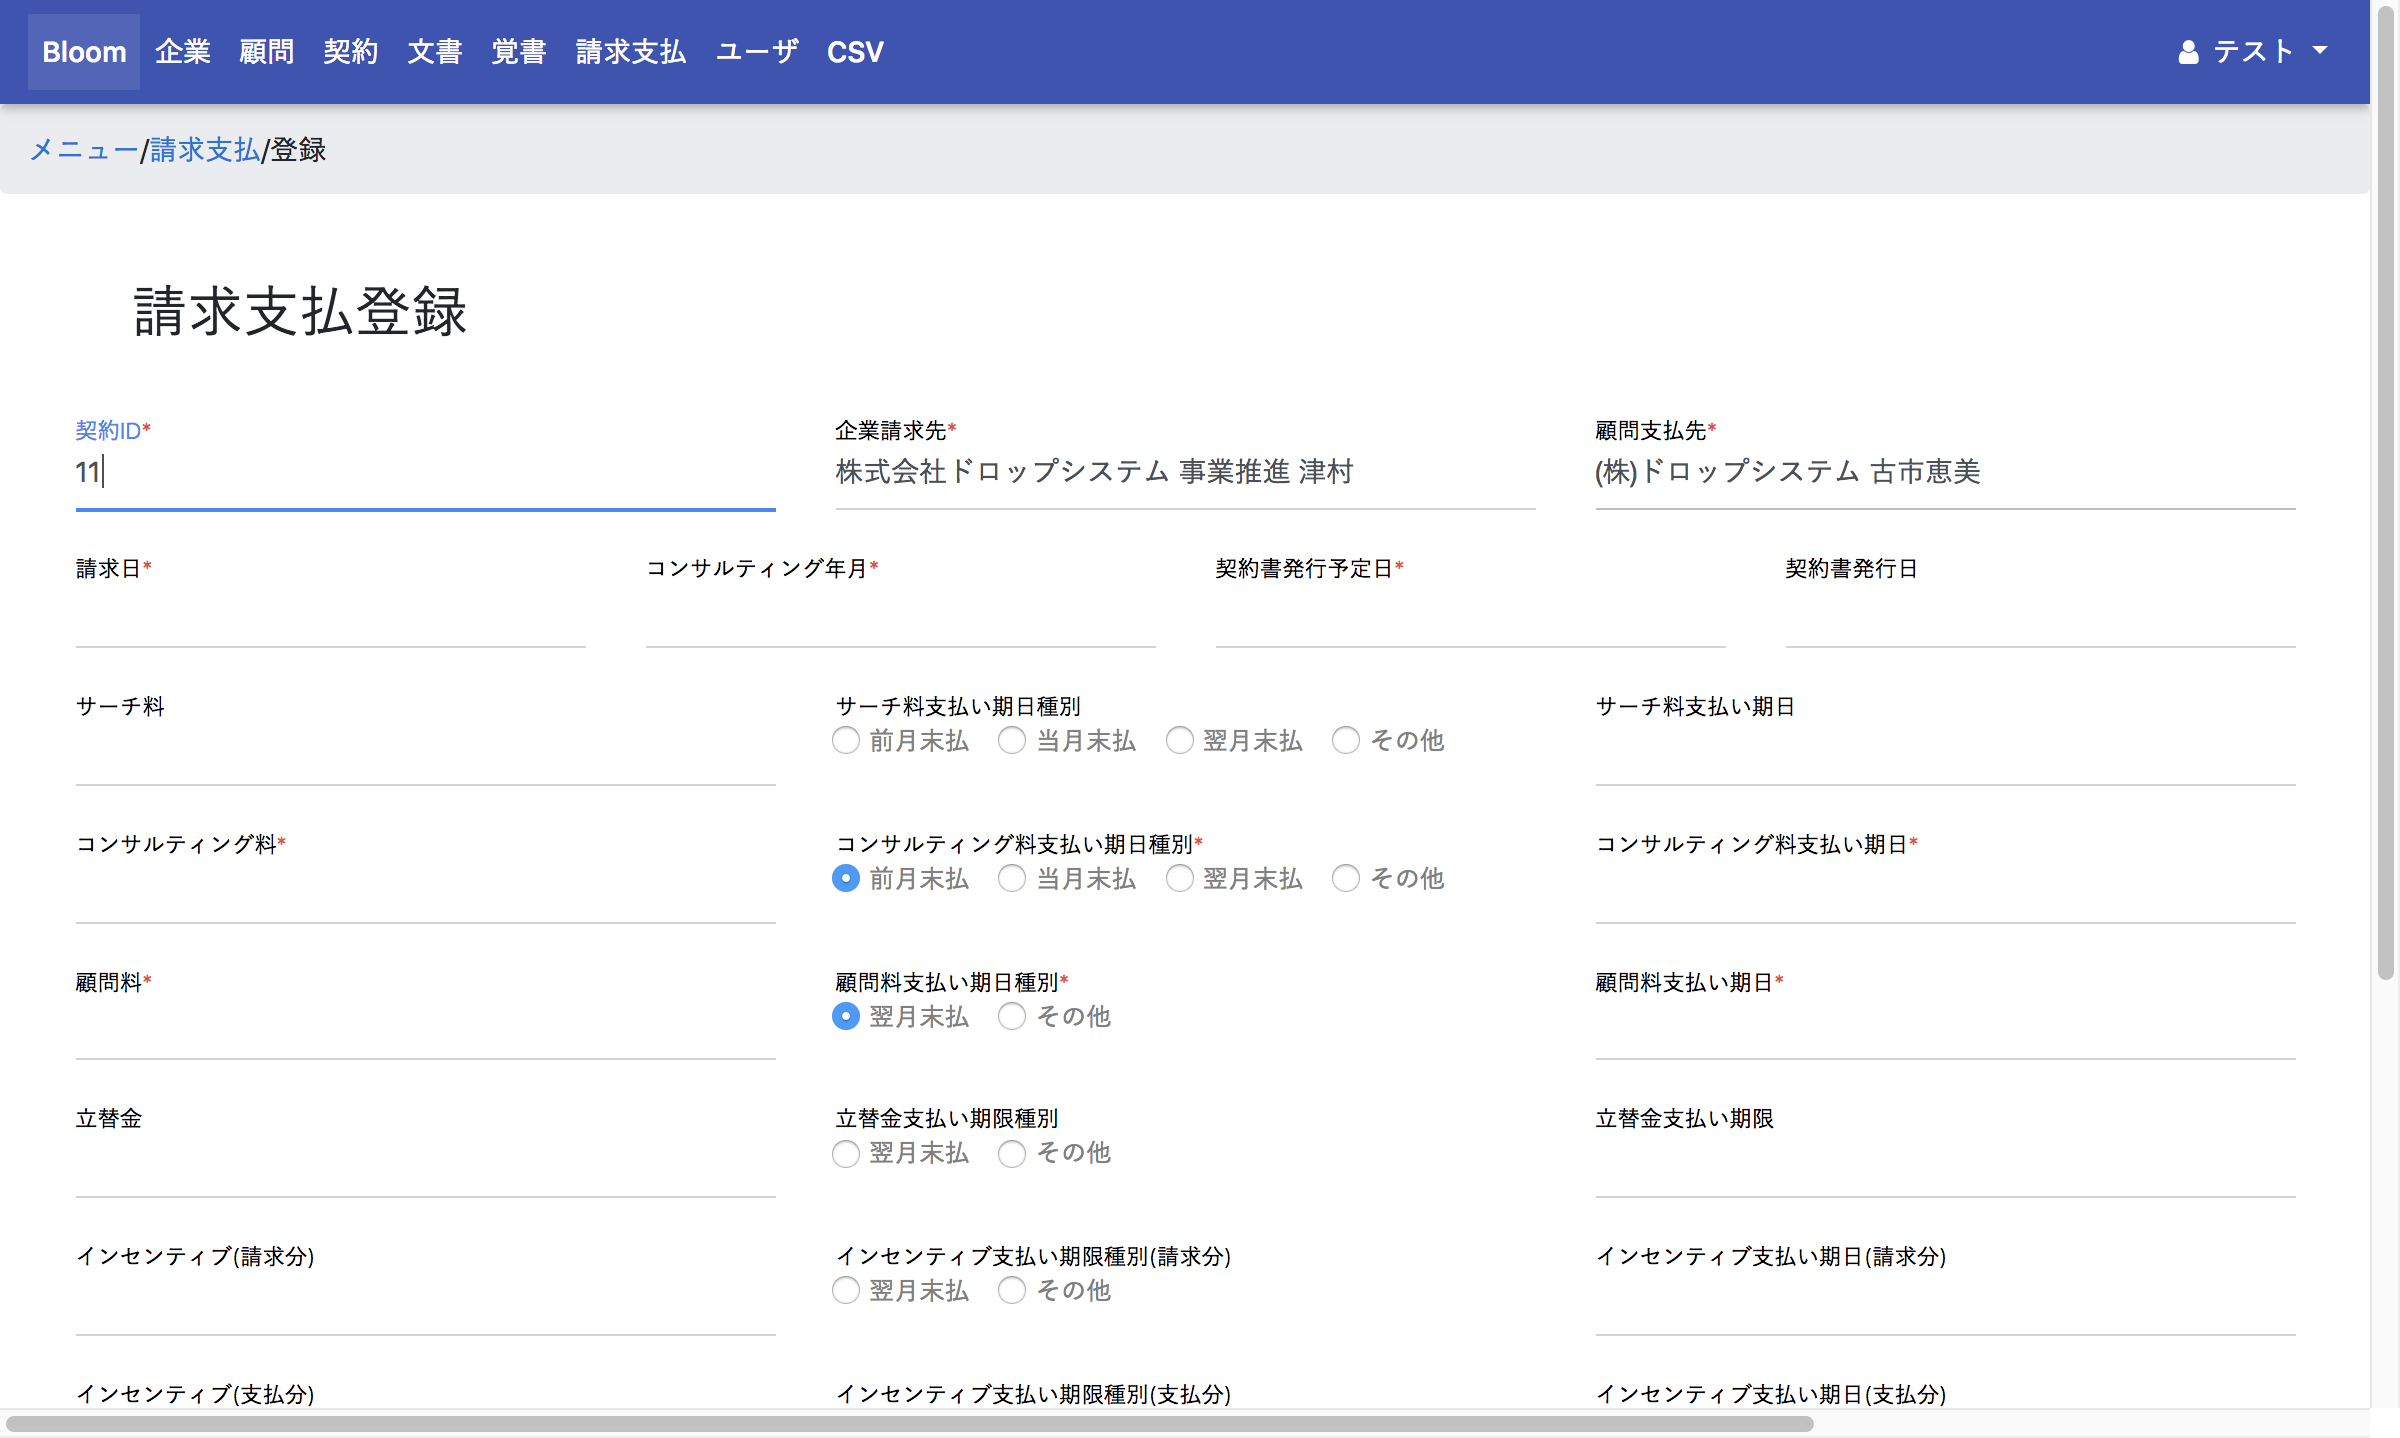 Bloom 企業 顧問 契約 文書 覚書 請求支払 ユーザ CSV テスト
メニュー/請求支払/登録
請求支払登録
契約ID* 企業請求先* 顧問支払先*
11 株式会社ドロップシステム 事業推進 津村 (株)ドロップシステム 古市恵美
請求日* コンサルティング年月* 契約書発行予定日* 契約書発行日
サーチ料 サーチ料支払い期日種別 サーチ料支払い期日
前月末払 当月末払 翌月末払 その他
コンサルティング料* コンサルティング料支払い期日種別* コンサルティング料支払い期日*
前月末払 当月末払 翌月末払 その他
顧問料* 顧問料支払い期日種別* 顧問料支払い期日*
翌月末払 その他
立替金 立替金支払い期限種別 立替金支払い期限
翌月末払 その他
インセンティブ(請求分) インセンティブ支払い期限種別(請求分) インセンティブ支払い期日(請求分)
翌月末払 その他
インセンティブ(支払分) インセンティブ支払い期限種別(支払分) インセンティブ支払い期日(支払分)